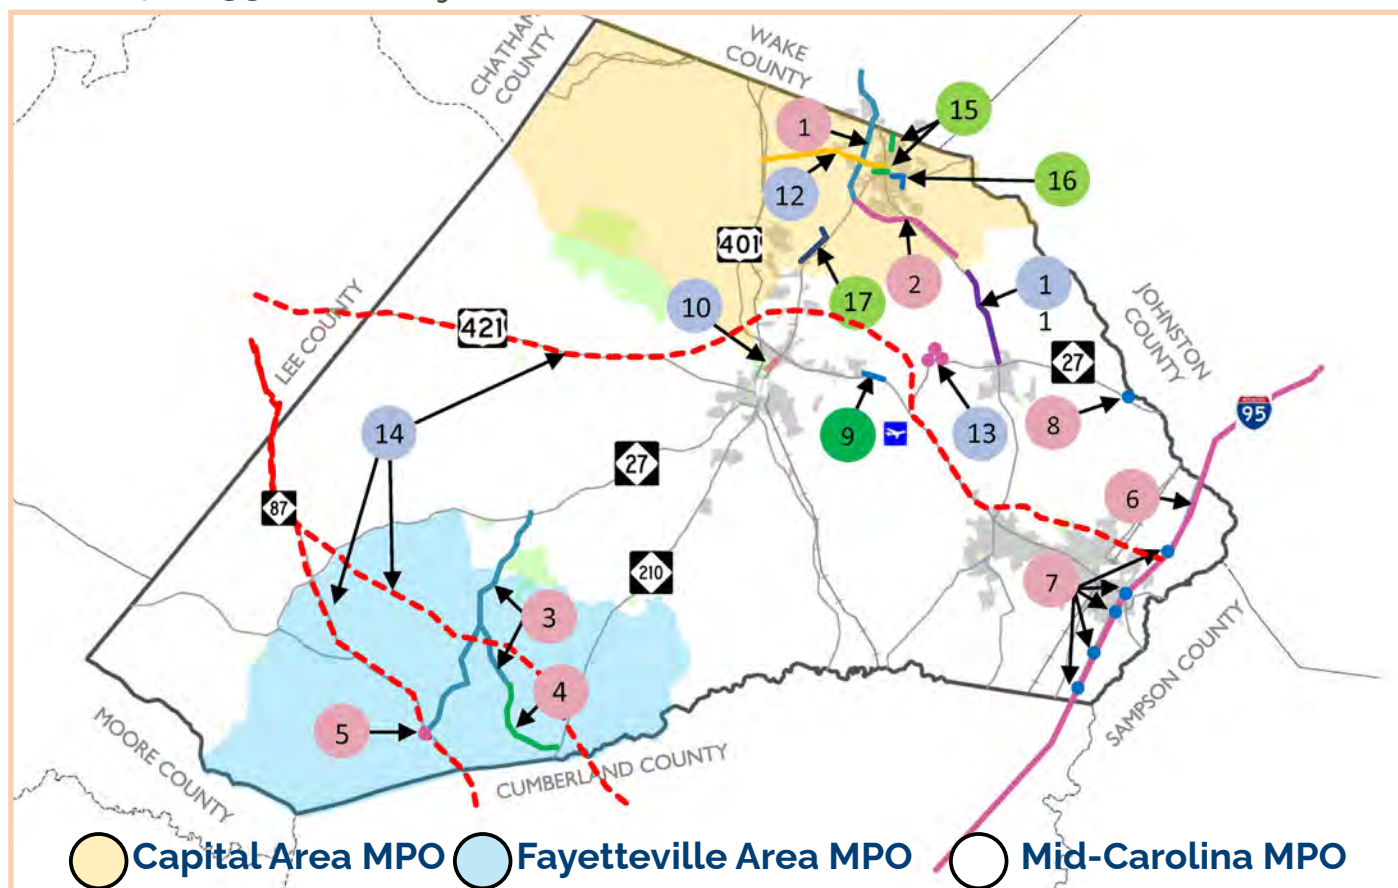 WAKE
COUNTY
CHATHAM
COUNTY
15
1
16
12
401
2
1
1
17
10
JOHNSTON
COUNTY
LEE COUNTY
421
27
95
14
9
13
8
27
6
87
210
7
3
4
5
SAMPSON COUNTY
MOORE COUNTY
CUMBERLAND COUNTY
Capital Area MPO
Fayetteville Area MPO
Mid-Carolina MPO